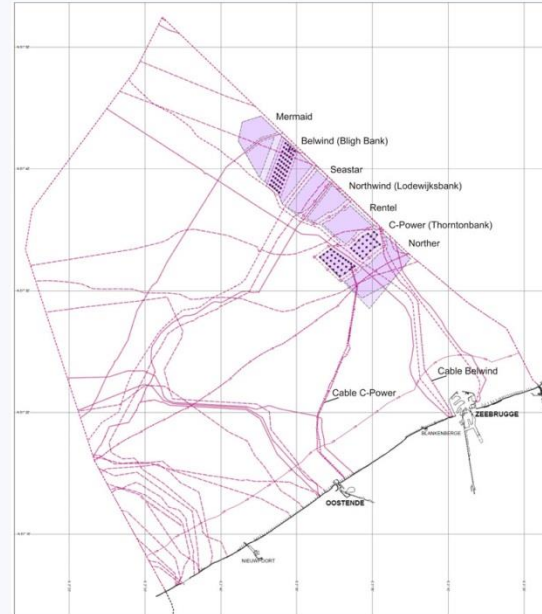 Mermaid
Belwind (Bligh Bank)
Seastar
Northwind (Lodewijksbank)
Rentel
C-Power (Thorntonbank)
Norther
Cable Belwind
Cable C-Power
ZEEBRUGGE
BLANKENBERGE
OOSTENDE
NIEUWPOORT